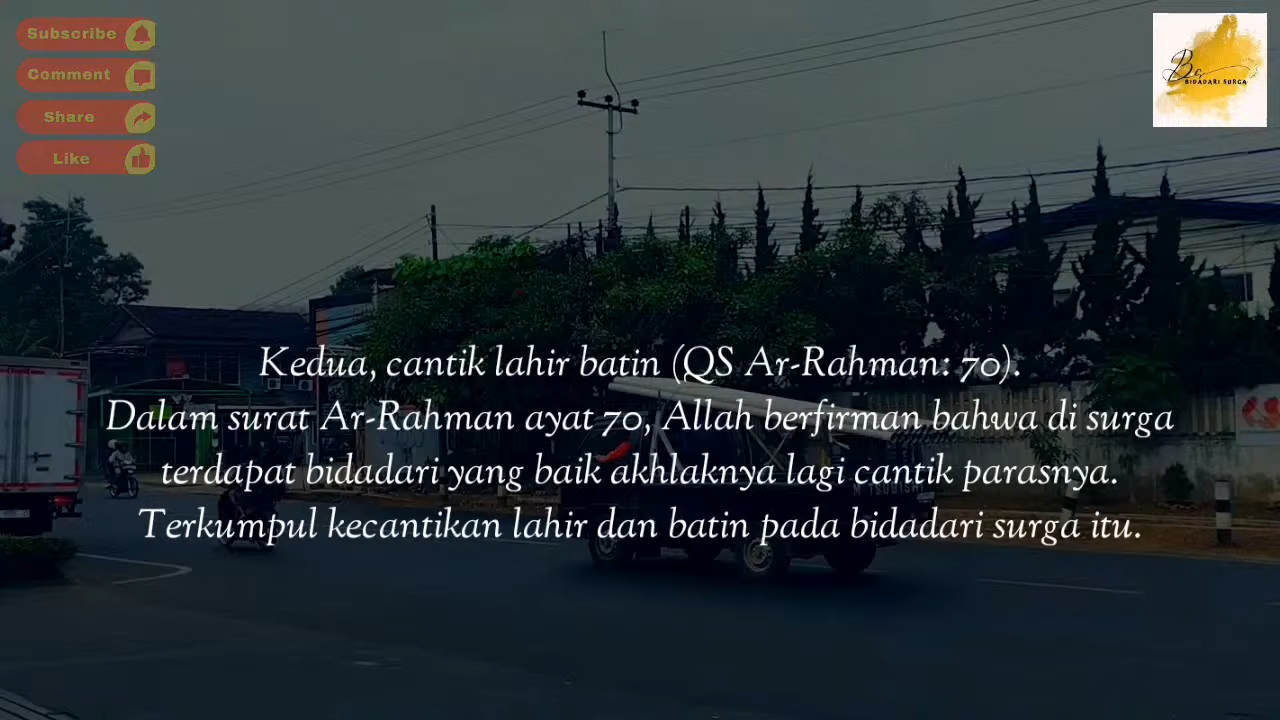 Subscribe
Comment
Share
Like
BIDADARI SURGA
Kedua, cantik lahir batin (QS Ar-Rahman: 70).
Dalam surat Ar-Rahman ayat 70, Allah berfirman bahwa di surga
terdapat bidadari yang baik akhlaknya lagi cantik parasnya.
Terkumpul kecantikan lahir dan batin pada bidadari surga itu.
MITSUBISHI